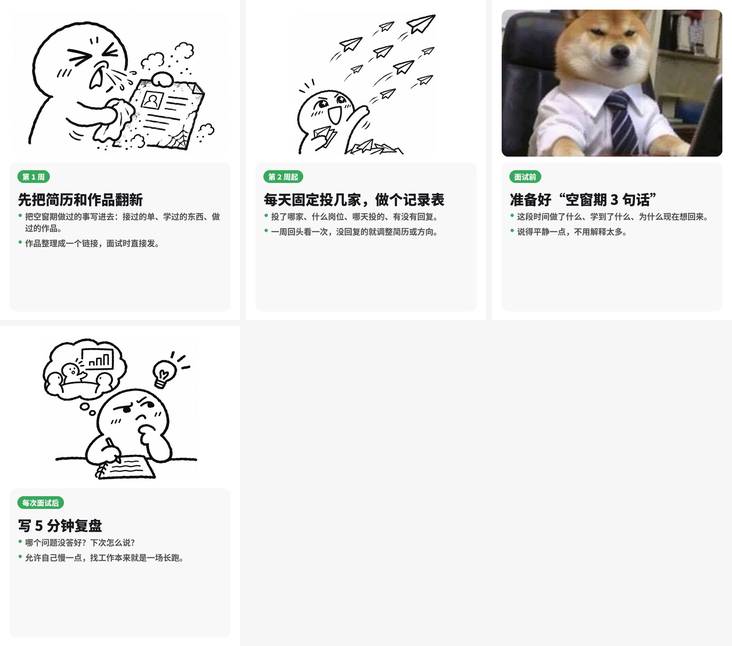 第 1 周
先把简历和作品翻新
把空窗期做过的事写进去：接过的单、学过的东西、做
过的作品。
作品整理成一个链接，面试时直接发。
第 2 周起
每天固定投几家，做个记录表
投了哪家、什么岗位、哪天投的、有没有回复。
一周回头看一次，没回复的就调整简历或方向。
面试前
准备好“空窗期 3 句话”
这段时间做了什么、学到了什么、为什么现在想回来。
说得平静一点，不用解释太多。
每次面试后
写 5 分钟复盘
哪个问题没答好？下次怎么说？
允许自己慢一点，找工作本来就是一场长跑。